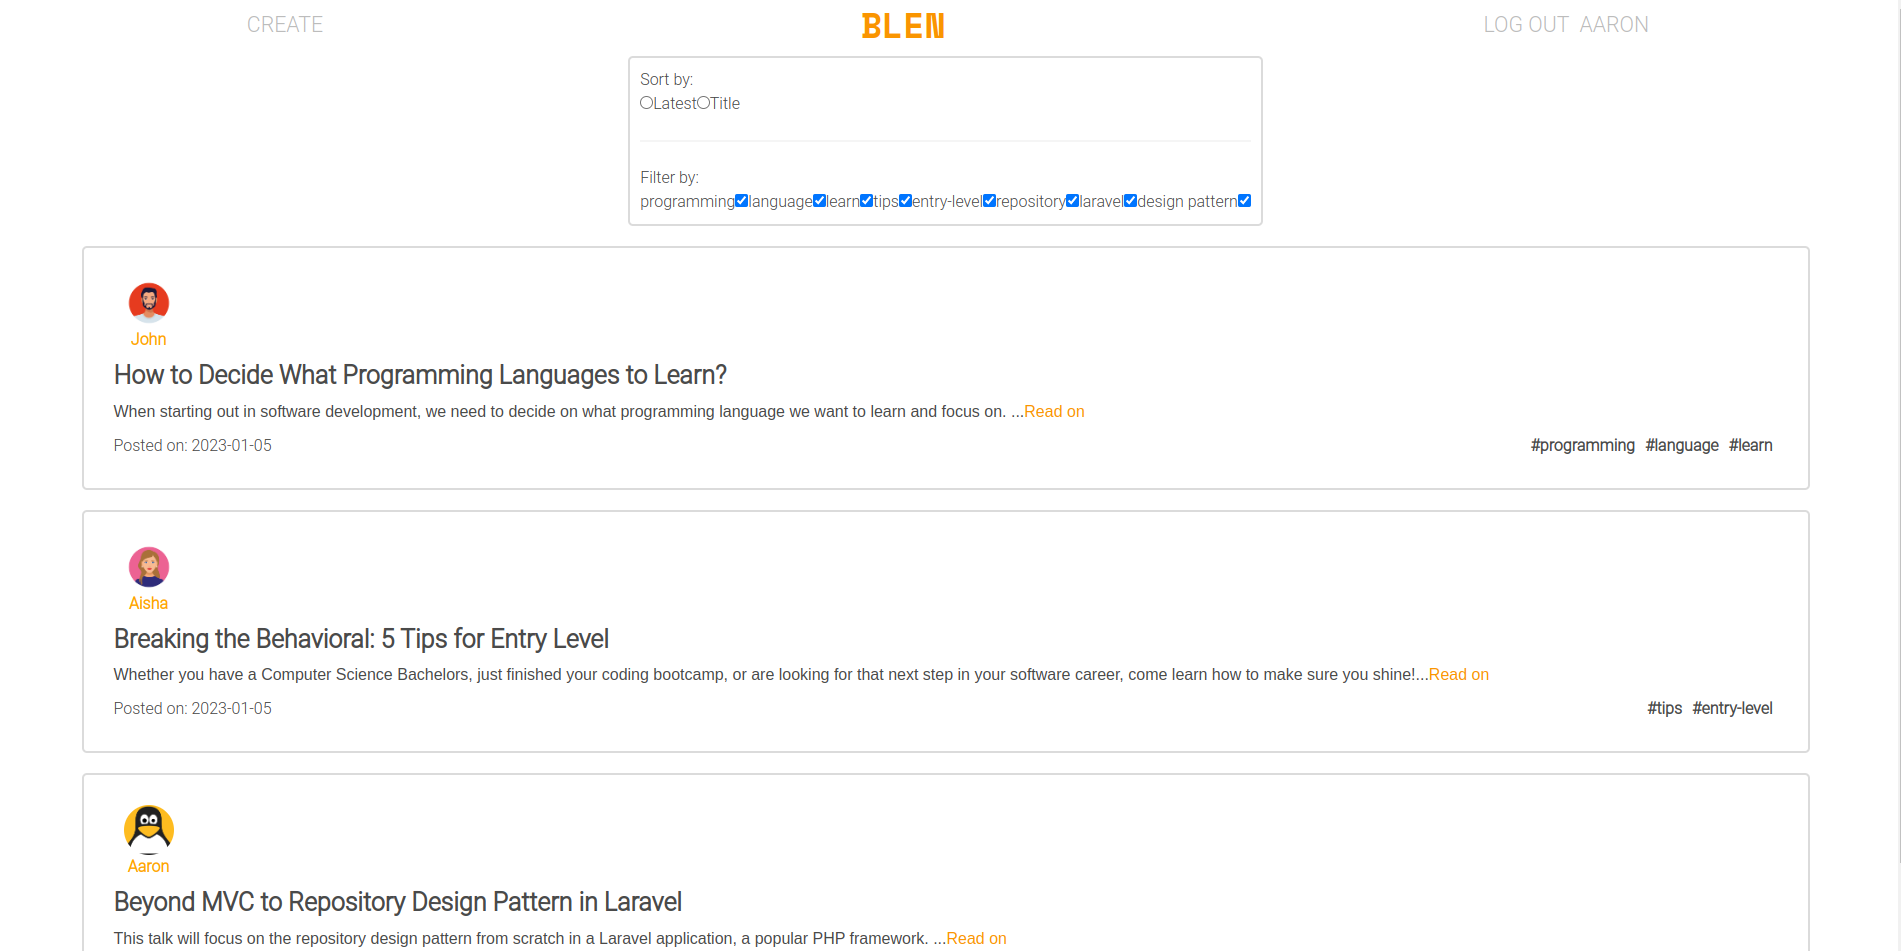 CREATE BLEN LOG OUT AARON
Sort by:
Latest Title
Filter by:
programming language learn tips entry-level repository laravel design pattern
John
How to Decide What Programming Languages to Learn?
When starting out in software development, we need to decide on what programming language we want to learn and focus on. ...Read on
Posted on: 2023-01-05 #programming #language #learn
Aisha
Breaking the Behavioral: 5 Tips for Entry Level
Whether you have a Computer Science Bachelors, just finished your coding bootcamp, or are looking for that next step in your software career, come learn how to make sure you shine!...Read on
Posted on: 2023-01-05 #tips #entry-level
Aaron
Beyond MVC to Repository Design Pattern in Laravel
This talk will focus on the repository design pattern from scratch in a Laravel application, a popular PHP framework. ...Read on